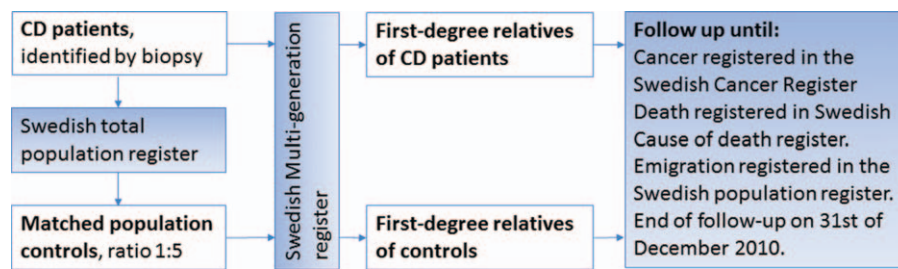 CD patients,
identified by biopsy
Swedish total
population register
Matched population
controls, ratio 1:5
Swedish Multi-generation
register
First-degree relatives
of CD patients
First-degree relatives
of controls
Follow up until:
Cancer registered in the
Swedish Cancer Register
Death registered in Swedish
Cause of death register.
Emigration registered in the
Swedish population register.
End of follow-up on 31st of
December 2010.